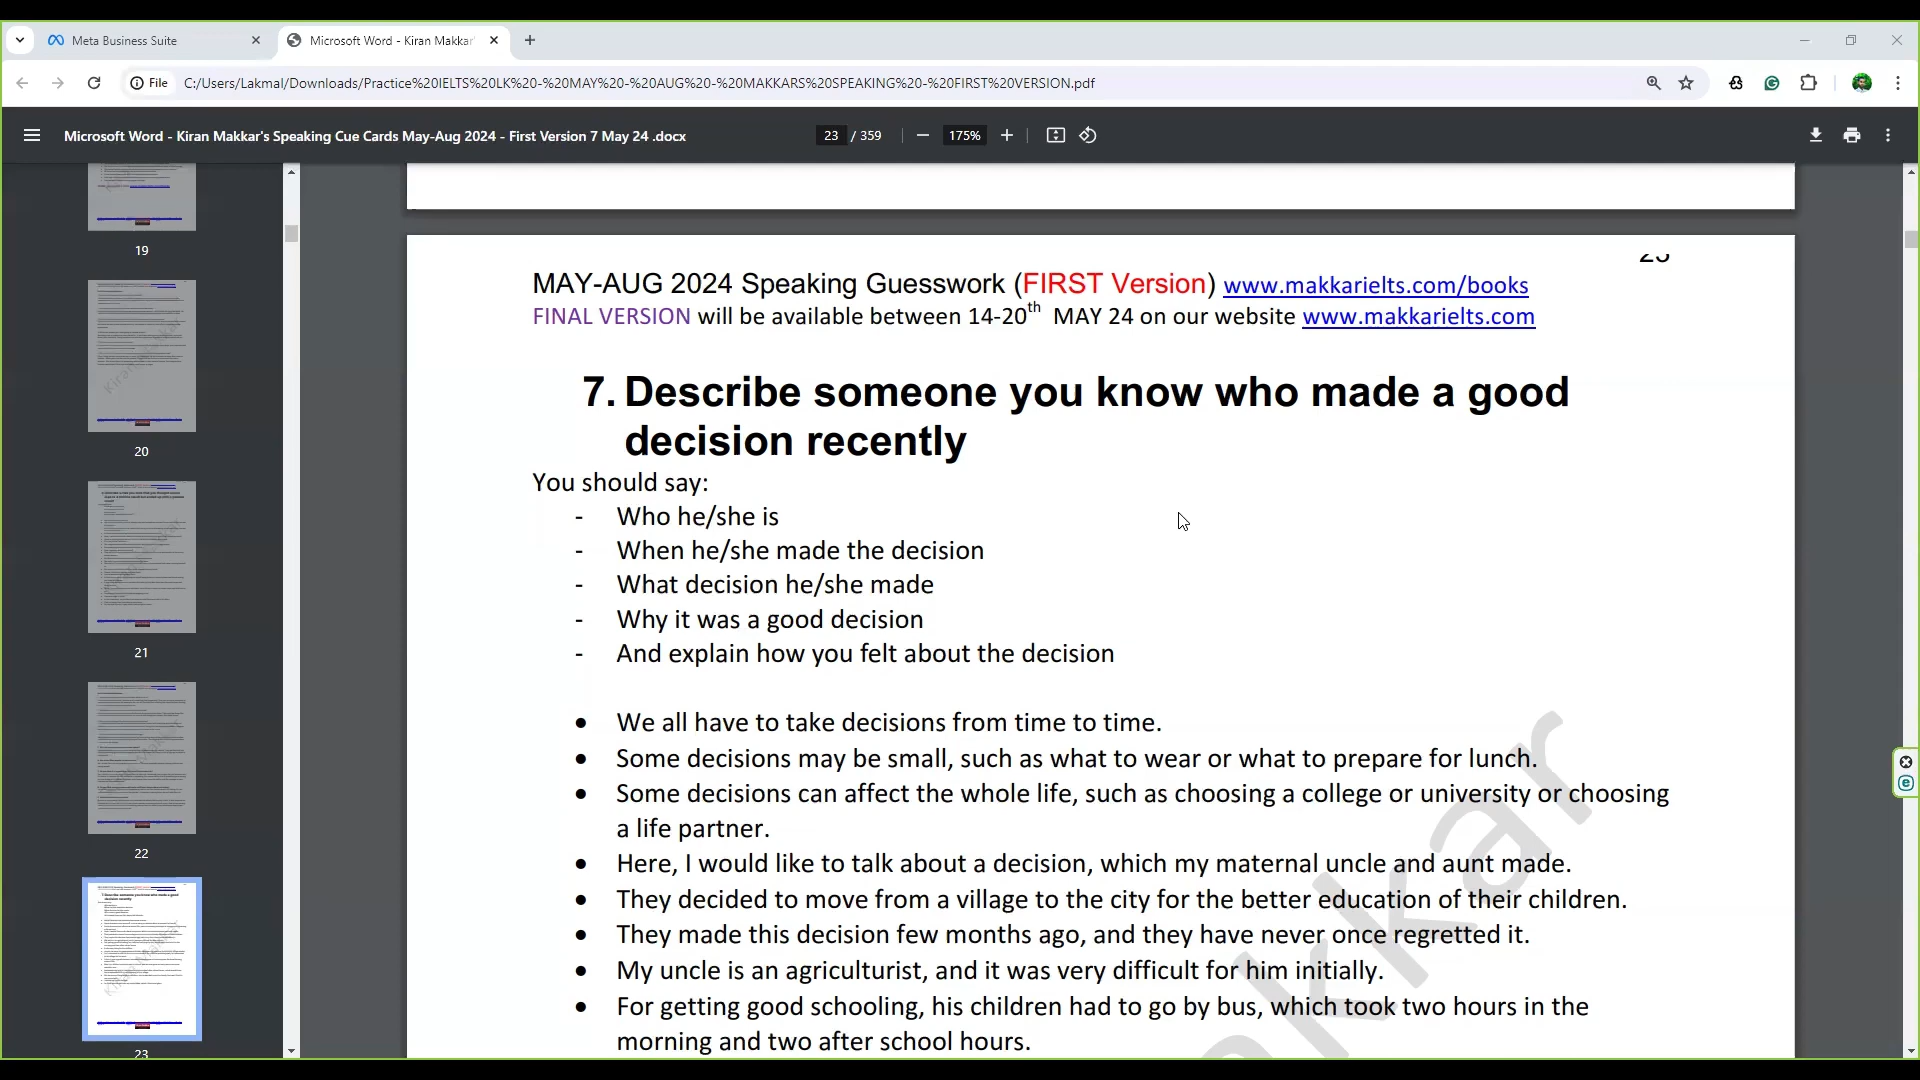 Meta Business Suite
Microsoft Word - Kiran Makkar'
File
C:/Users/Lakmal/Downloads/Practice%20IELTS%20LK%20-%20MAY%20-%20AUG%20-%20MAKKARS%20SPEAKING%20-%20FIRST%20VERSION.pdf
Microsoft Word - Kiran Makkar's Speaking Cue Cards May-Aug 2024 - First Version 7 May 24 .docx
23 / 359
175%
19
20
21
22
23
MAY-AUG 2024 Speaking Guesswork (FIRST Version) www.makkarielts.com/books
FINAL VERSION will be available between 14-20th MAY 24 on our website www.makkarielts.com
7. Describe someone you know who made a good
decision recently
You should say:
- Who he/she is
- When he/she made the decision
- What decision he/she made
- Why it was a good decision
- And explain how you felt about the decision
• We all have to take decisions from time to time.
• Some decisions may be small, such as what to wear or what to prepare for lunch.
• Some decisions can affect the whole life, such as choosing a college or university or choosing
a life partner.
• Here, I would like to talk about a decision, which my maternal uncle and aunt made.
• They decided to move from a village to the city for the better education of their children.
• They made this decision few months ago, and they have never once regretted it.
• My uncle is an agriculturist, and it was very difficult for him initially.
• For getting good schooling, his children had to go by bus, which took two hours in the
morning and two after school hours.